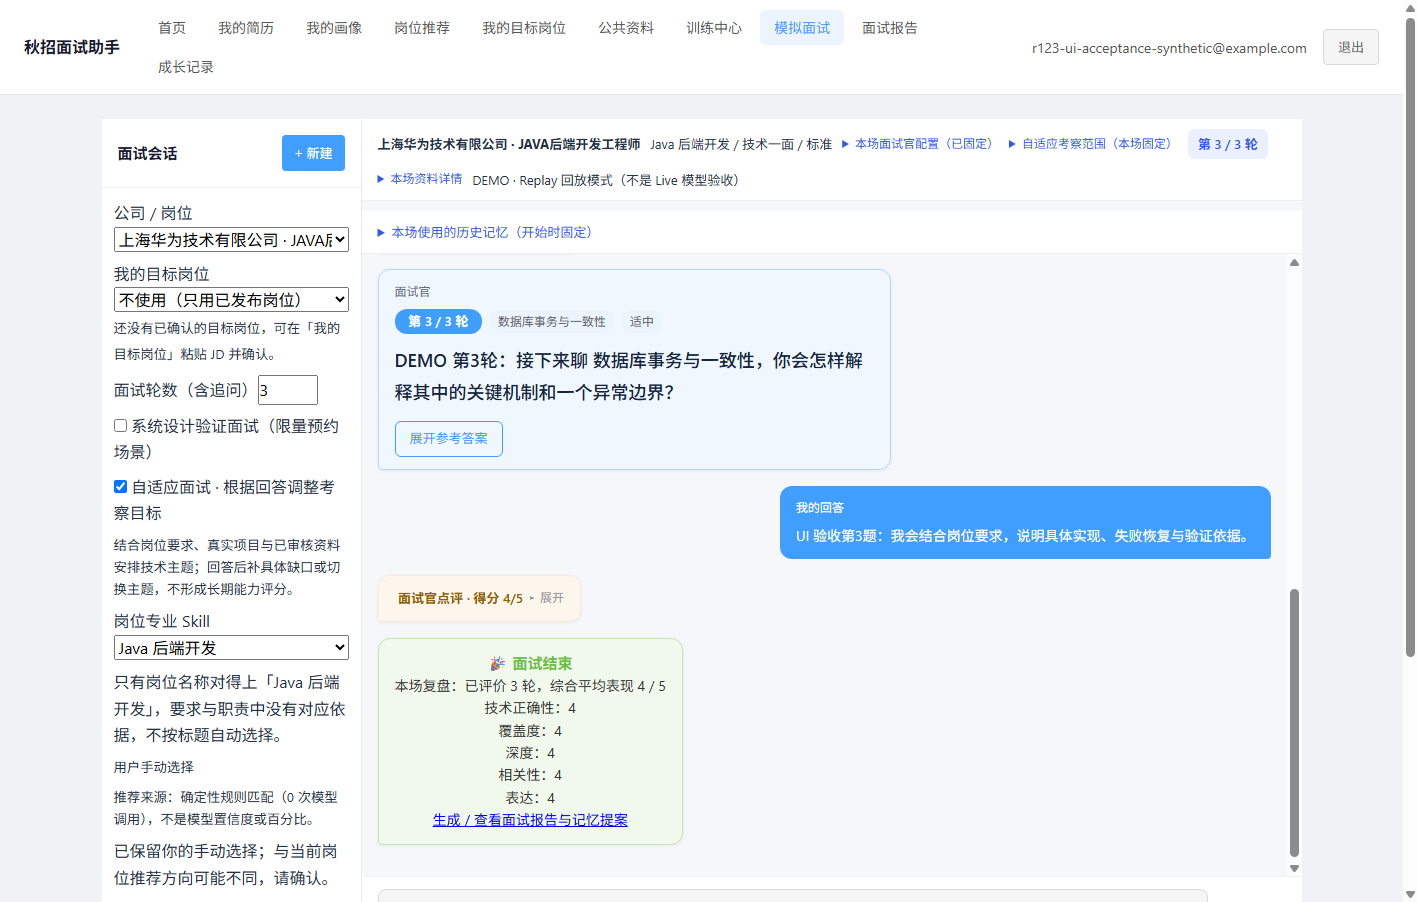 秋招面试助手
首页 我的简历 我的画像 岗位推荐 我的目标岗位 公共资料 训练中心 模拟面试 面试报告
成长记录
r123-ui-acceptance-synthetic@example.com
退出
面试会话
+ 新建
公司 / 岗位
上海华为技术有限公司 · JAVA后
我的目标岗位
不使用（只用已发布岗位）
还没有已确认的目标岗位，可在「我的
目标岗位」粘贴 JD 并确认。
面试轮数（含追问） 3
系统设计验证面试（限量预约
场景）
自适应面试 · 根据回答调整考
察目标
结合岗位要求、真实项目与已审核资料
安排技术主题；回答后补具体缺口或切
换主题，不形成长期能力评分。
岗位专业 Skill
Java 后端开发
只有岗位名称对得上「Java 后端
开发」，要求与职责中没有对应依
据，不按标题自动选择。
用户手动选择
推荐来源：确定性规则匹配（0 次模型
调用），不是模型置信度或百分比。
已保留你的手动选择；与当前岗
位推荐方向可能不同，请确认。
上海华为技术有限公司 · JAVA后端开发工程师 Java 后端开发 / 技术一面 / 标准 ▶ 本场面试官配置（已固定） ▶ 自适应考察范围（本场固定） 第 3 / 3 轮
▶ 本场资料详情 DEMO · Replay 回放模式（不是 Live 模型验收）
▶ 本场使用的历史记忆（开始时固定）
面试官
第 3 / 3 轮 数据库事务与一致性 适中
DEMO 第3轮：接下来聊 数据库事务与一致性，你会怎样解
释其中的关键机制和一个异常边界？
展开参考答案
我的回答
UI 验收第3题：我会结合岗位要求，说明具体实现、失败恢复与验证依据。
面试官点评 · 得分 4/5 ▸ 展开
🎉 面试结束
本场复盘：已评价 3 轮，综合平均表现 4 / 5
技术正确性：4
覆盖度：4
深度：4
相关性：4
表达：4
生成 / 查看面试报告与记忆提案